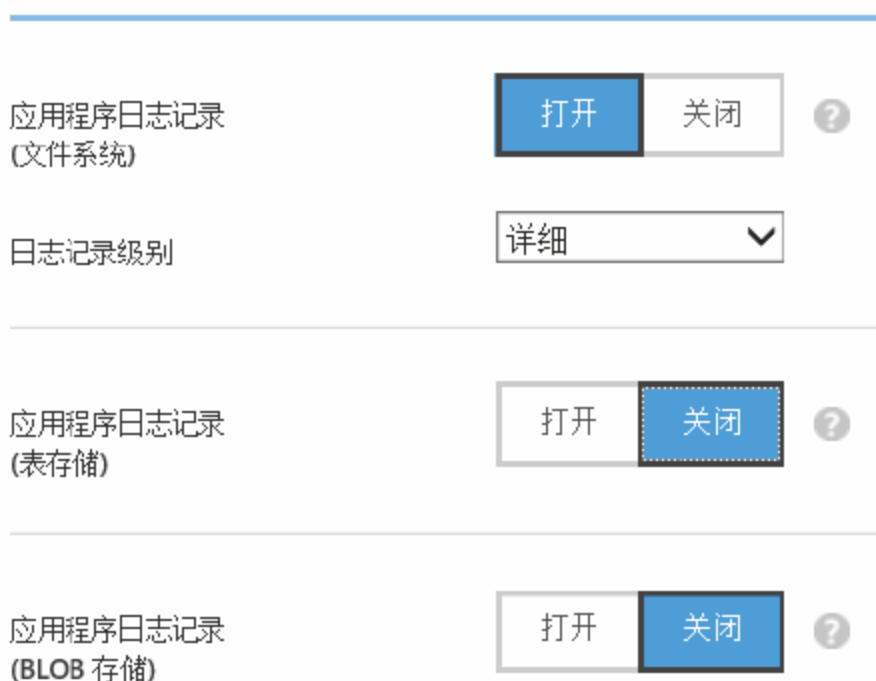 应用程序日志记录 打开 关闭 ?
(文件系统)
日志记录级别 详细
应用程序日志记录 打开 关闭 ?
(表存储)
应用程序日志记录 打开 关闭 ?
(BLOB 存储)